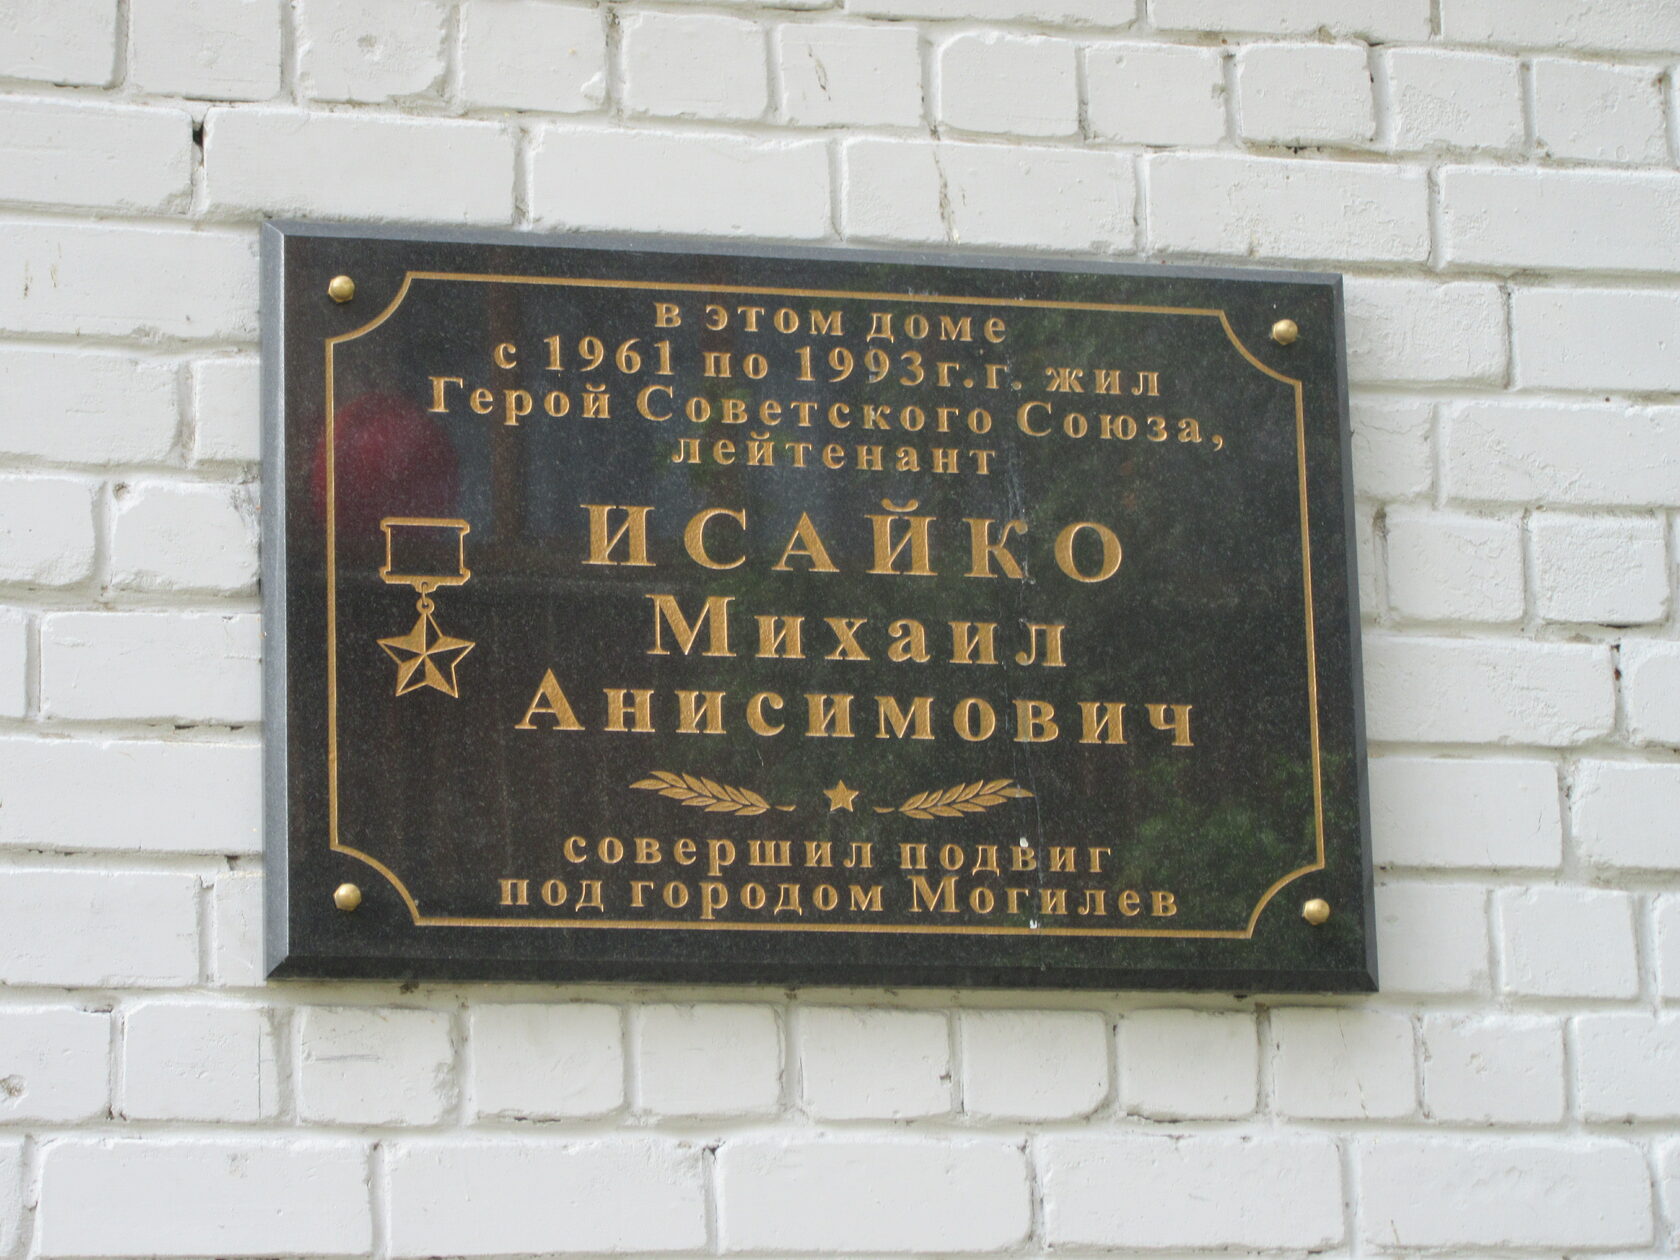 в этом доме
с 1961 по 1993г.г. жил
Герой Советского Союза,
лейтенант
ИСАЙКО
Михаил
Анисимович
совершил подвиг
под городом Могилев